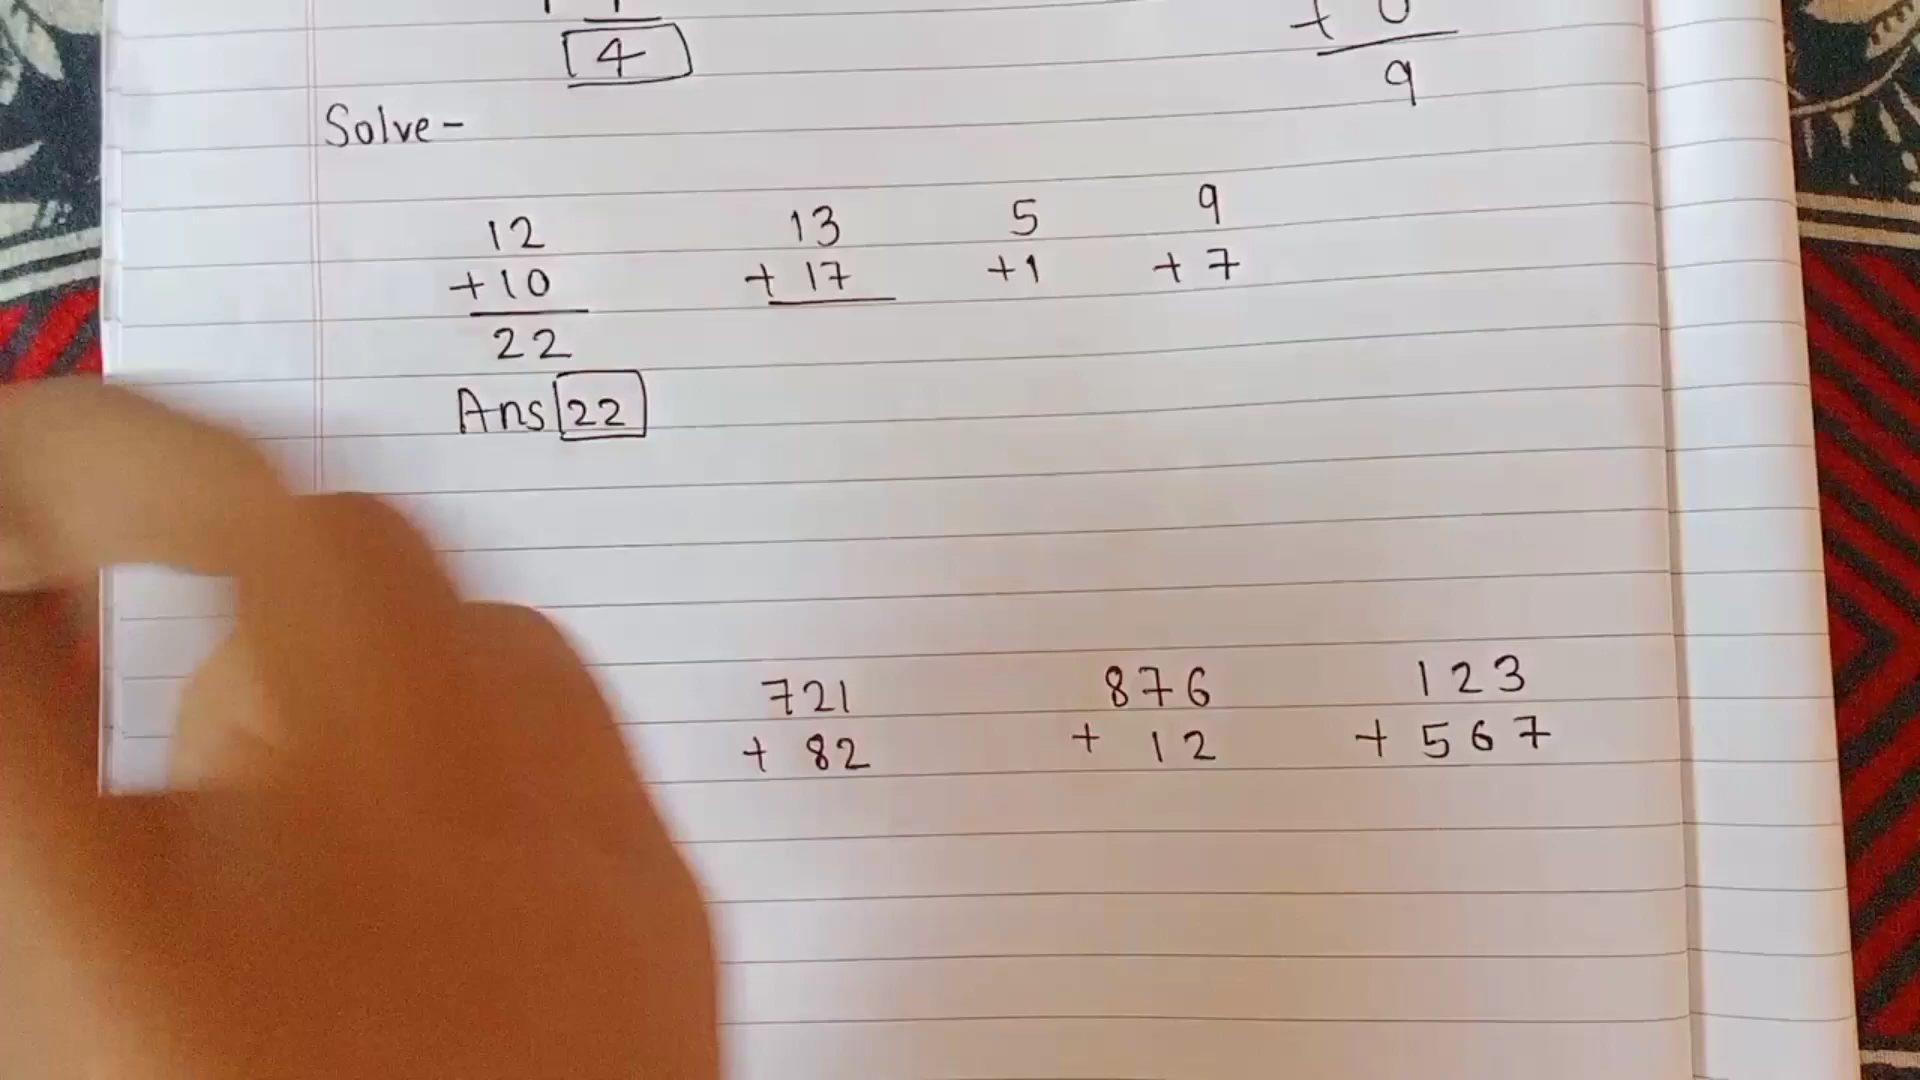 4
+
9
Solve-
12 13 5 9
+10 + 17 +1 + 7
22
Ans 22
721 876 123
+ 82 + 12 + 567